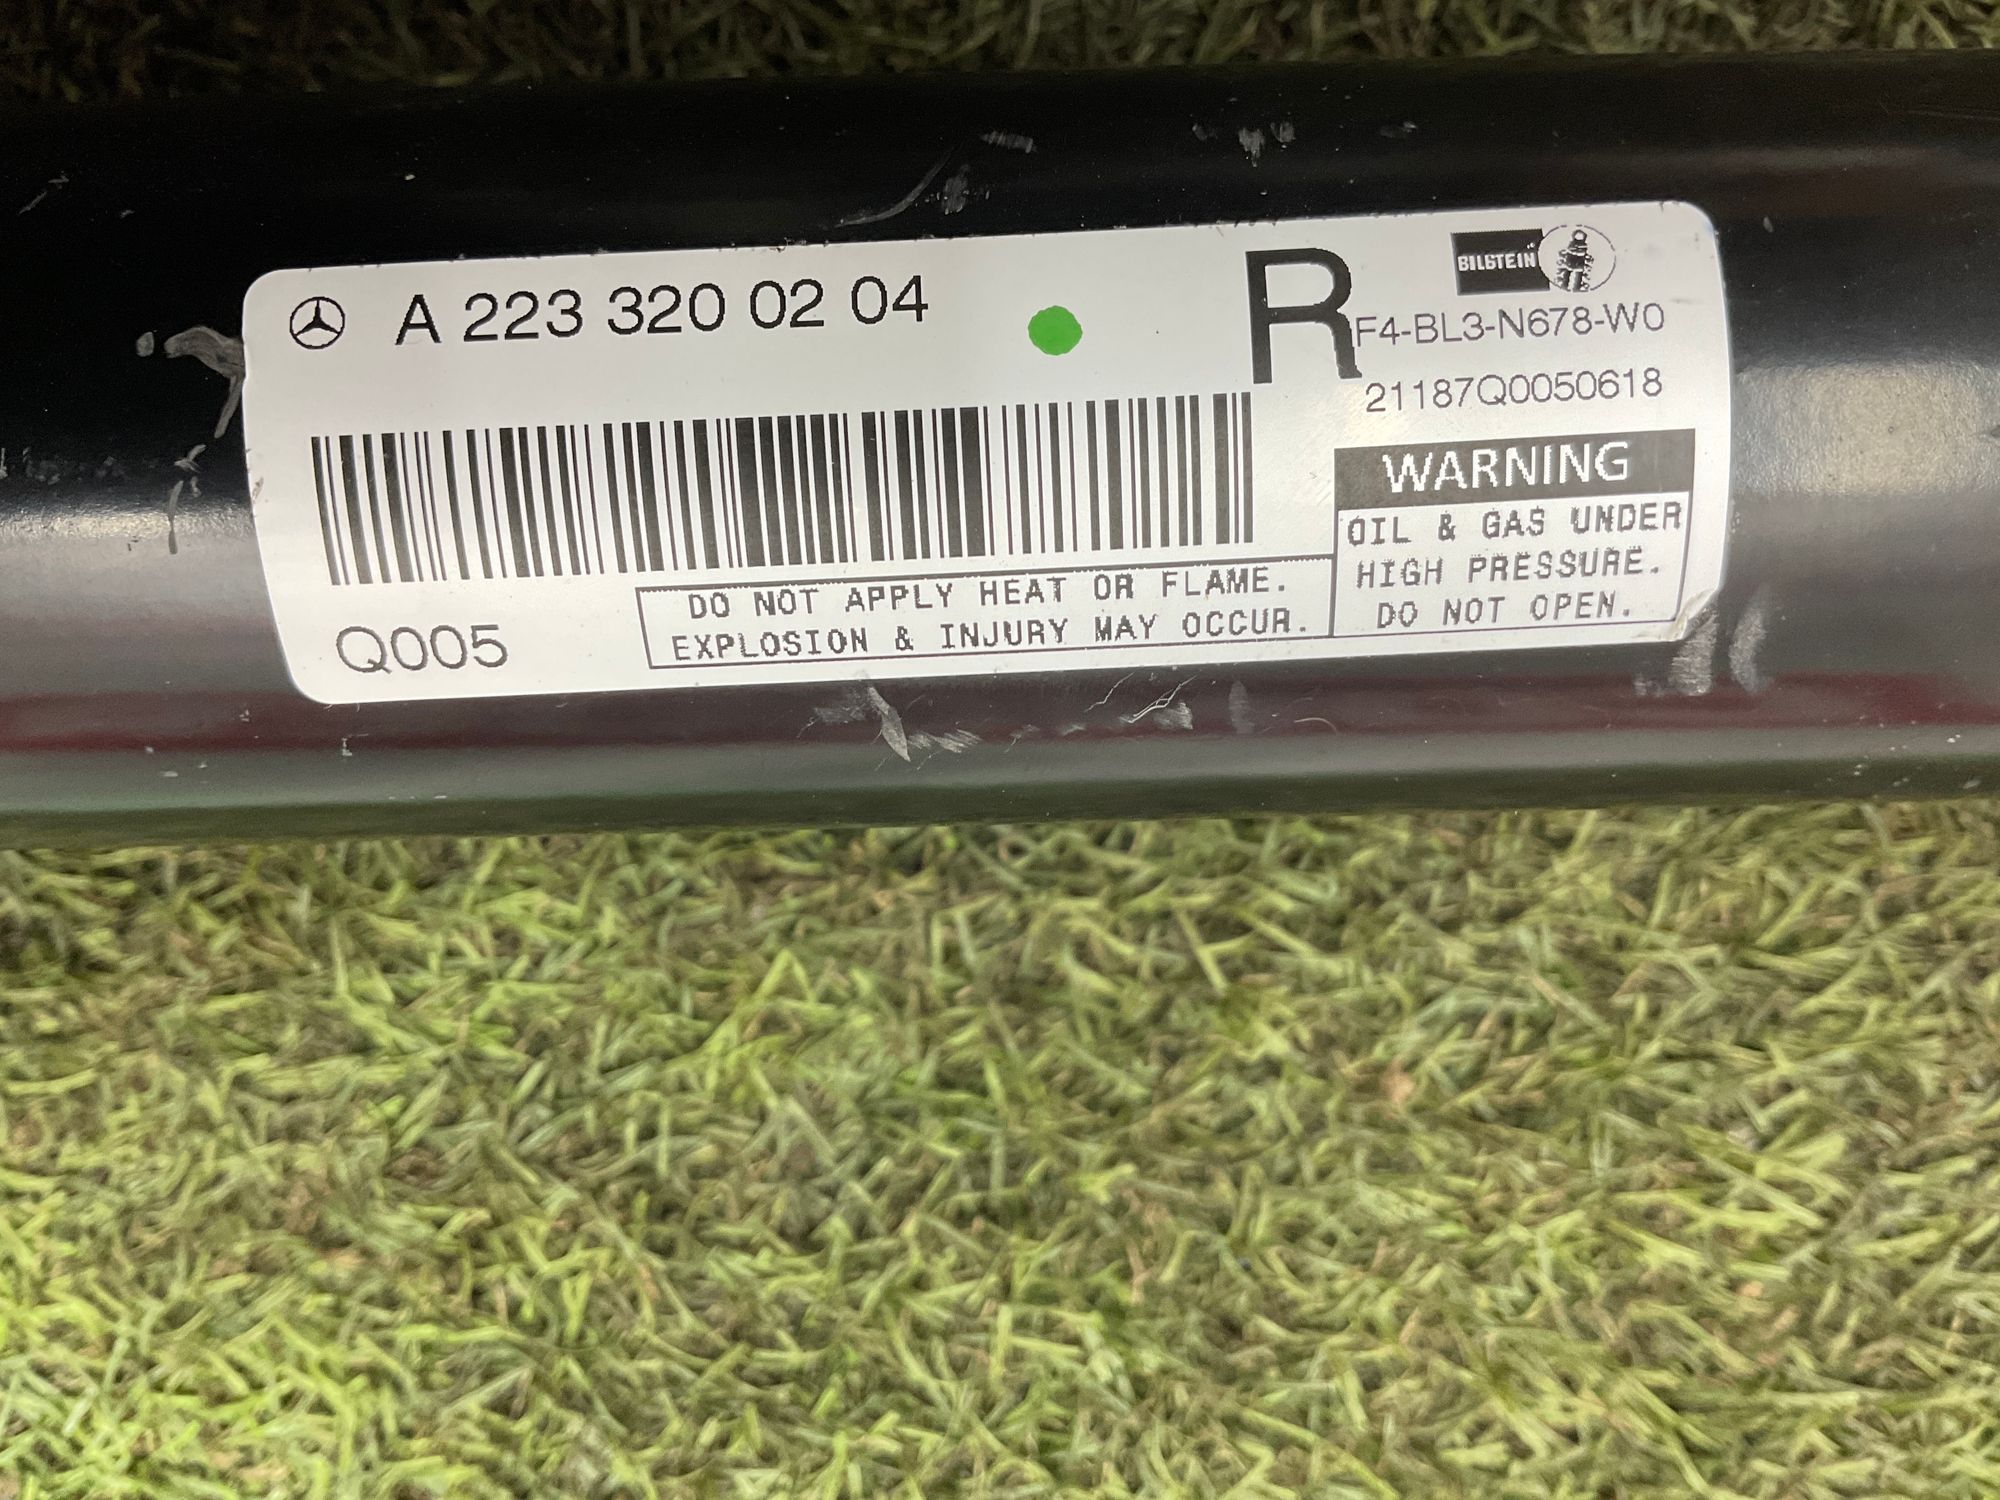 A 223 320 02 04
R
BILSTEIN
F4-BL3-N678-W0
21187Q0050618
WARNING
OIL & GAS UNDER
HIGH PRESSURE.
DO NOT OPEN.
DO NOT APPLY HEAT OR FLAME.
EXPLOSION & INJURY MAY OCCUR.
Q005